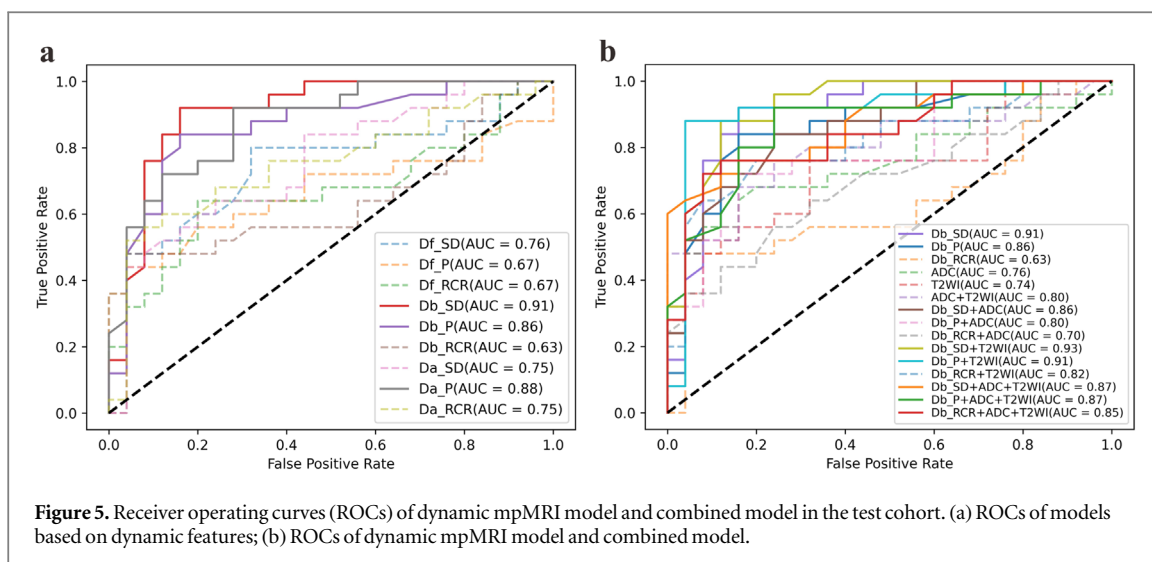 a
1.0
0.8
0.6
0.4
0.2
0.0
True Positive Rate
0.0 0.2 0.4 0.6 0.8 1.0
False Positive Rate
Df_SD(AUC = 0.76)
Df_P(AUC = 0.67)
Df_RCR(AUC = 0.67)
Db_SD(AUC = 0.91)
Db_P(AUC = 0.86)
Db_RCR(AUC = 0.63)
Da_SD(AUC = 0.75)
Da_P(AUC = 0.88)
Da_RCR(AUC = 0.75)
b
1.0
0.8
0.6
0.4
0.2
0.0
True Positive Rate
0.0 0.2 0.4 0.6 0.8 1.0
False Positive Rate
Db_SD(AUC = 0.91)
Db_P(AUC = 0.86)
Db_RCR(AUC = 0.63)
ADC(AUC = 0.76)
T2WI(AUC = 0.74)
ADC+T2WI(AUC = 0.80)
Db_SD+ADC(AUC = 0.86)
Db_P+ADC(AUC = 0.80)
Db_RCR+ADC(AUC = 0.70)
Db_SD+T2WI(AUC = 0.93)
Db_P+T2WI(AUC = 0.91)
Db_RCR+T2WI(AUC = 0.82)
Db_SD+ADC+T2WI(AUC = 0.87)
Db_P+ADC+T2WI(AUC = 0.87)
Db_RCR+ADC+T2WI(AUC = 0.85)
Figure 5. Receiver operating curves (ROCs) of dynamic mpMRI model and combined model in the test cohort. (a) ROCs of models
based on dynamic features; (b) ROCs of dynamic mpMRI model and combined model.